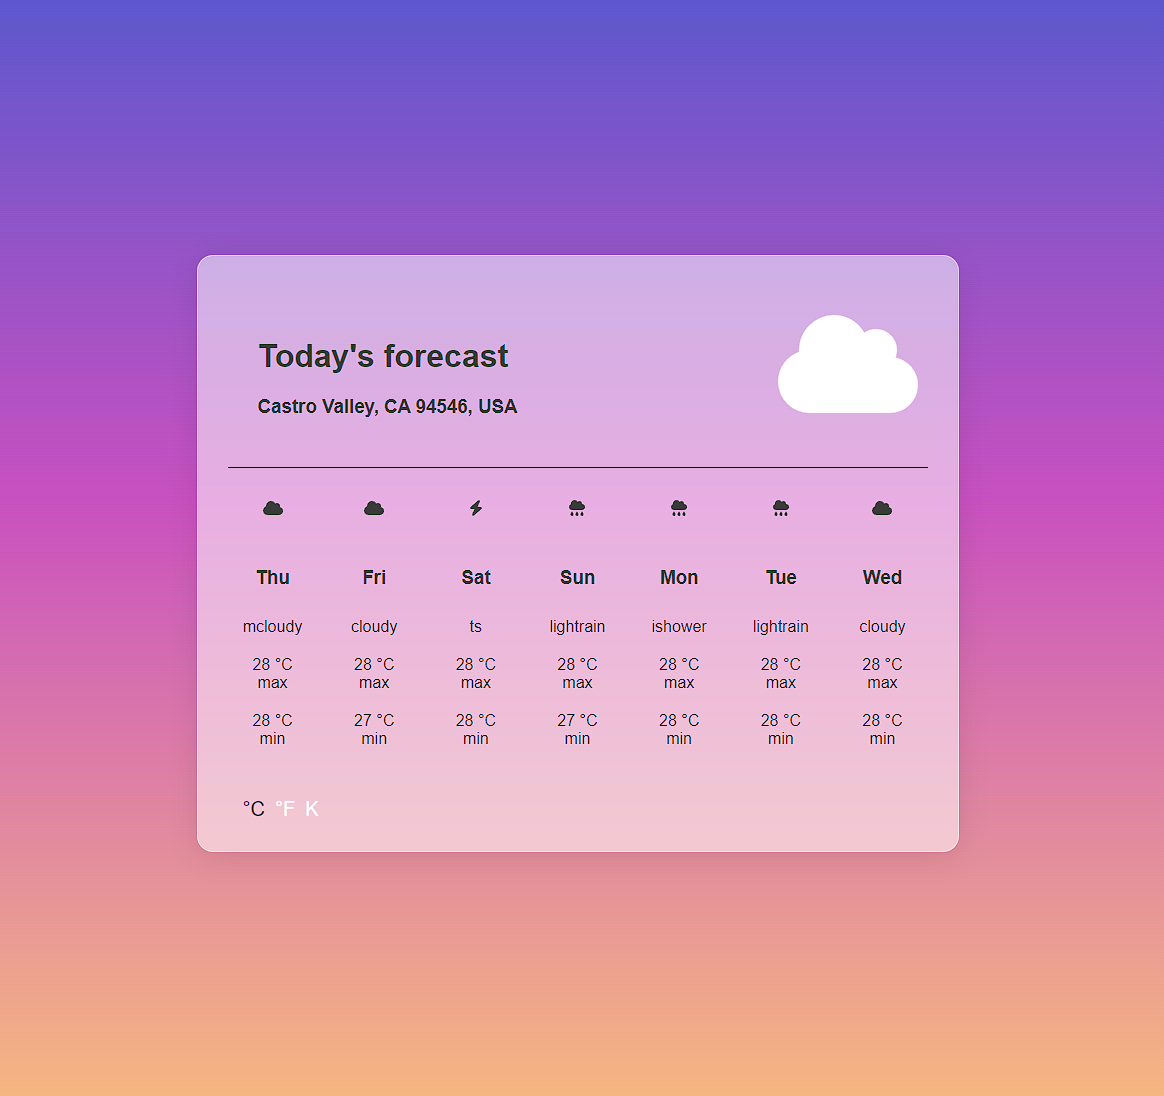 Today's forecast
Castro Valley, CA 94546, USA
Thu Fri Sat Sun Mon Tue Wed
mcloudy cloudy ts lightrain ishower lightrain cloudy
28 °C 28 °C 28 °C 28 °C 28 °C 28 °C 28 °C
max max max max max max max
28 °C 27 °C 28 °C 27 °C 28 °C 28 °C 28 °C
min min min min min min min
°C °F K